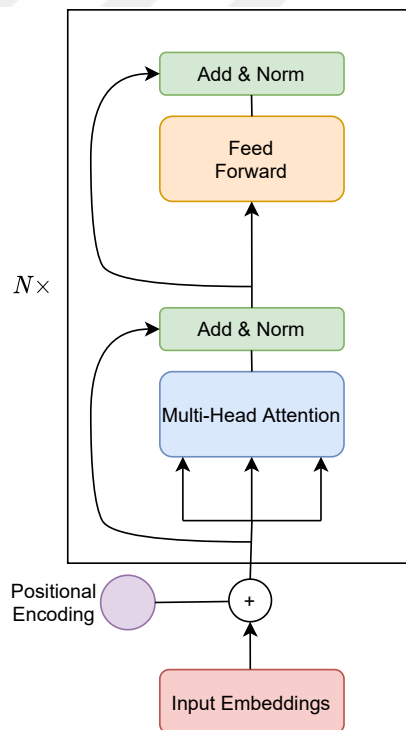 Add & Norm
Feed
Forward
N×
Add & Norm
Multi-Head Attention
Positional
Encoding
+
Input Embeddings